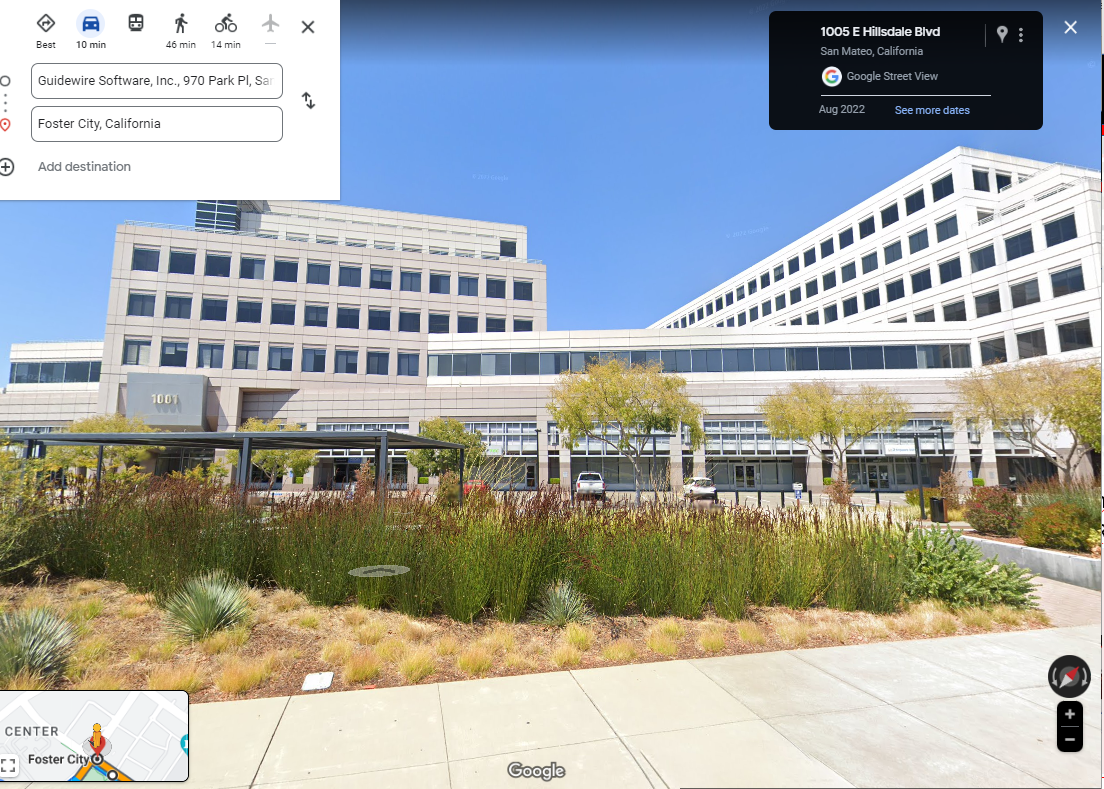 Best
10 min
46 min
14 min
—
Guidewire Software, Inc., 970 Park Pl, San
Foster City, California
Add destination
1005 E Hillsdale Blvd
San Mateo, California
Google Street View
Aug 2022
See more dates
1001
CENTER
Foster City
Google